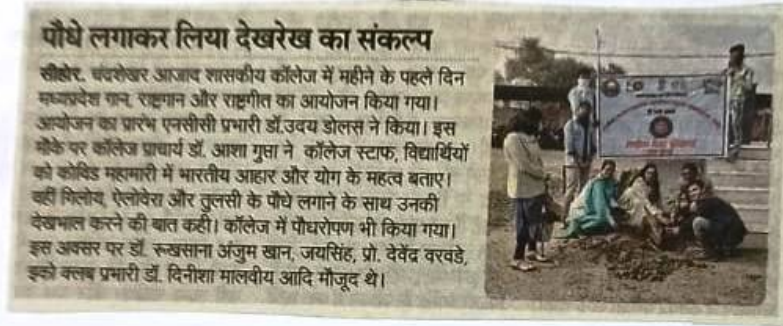 पौधे लगाकर लिया देखरेख का संकल्प
सीहोर. चंद्रशेखर आजाद शासकीय कॉलेज में महीने के पहले दिन
मध्यप्रदेश गान, राष्ट्रगान और राष्ट्रगीत का आयोजन किया गया।
आयोजन का प्रारंभ एनसीसी प्रभारी डॉ.उदय डोलस ने किया। इस
मौके पर कॉलेज प्राचार्य डॉ. आशा गुप्ता ने कॉलेज स्टाफ, विद्यार्थियों
को कोविड महामारी में भारतीय आहार और योग के महत्व बताए।
वहीं गिलोय, ऐलोवेरा और तुलसी के पौधे लगाने के साथ उनकी
देखभाल करने की बात कही। कॉलेज में पौधरोपण भी किया गया।
इस अवसर पर डॉ. रूखसाना अंजुम खान, जयसिंह, प्रो. देवेंद्र वरवडे,
इको क्लब प्रभारी डॉ. दिनीशा मालवीय आदि मौजूद थे।